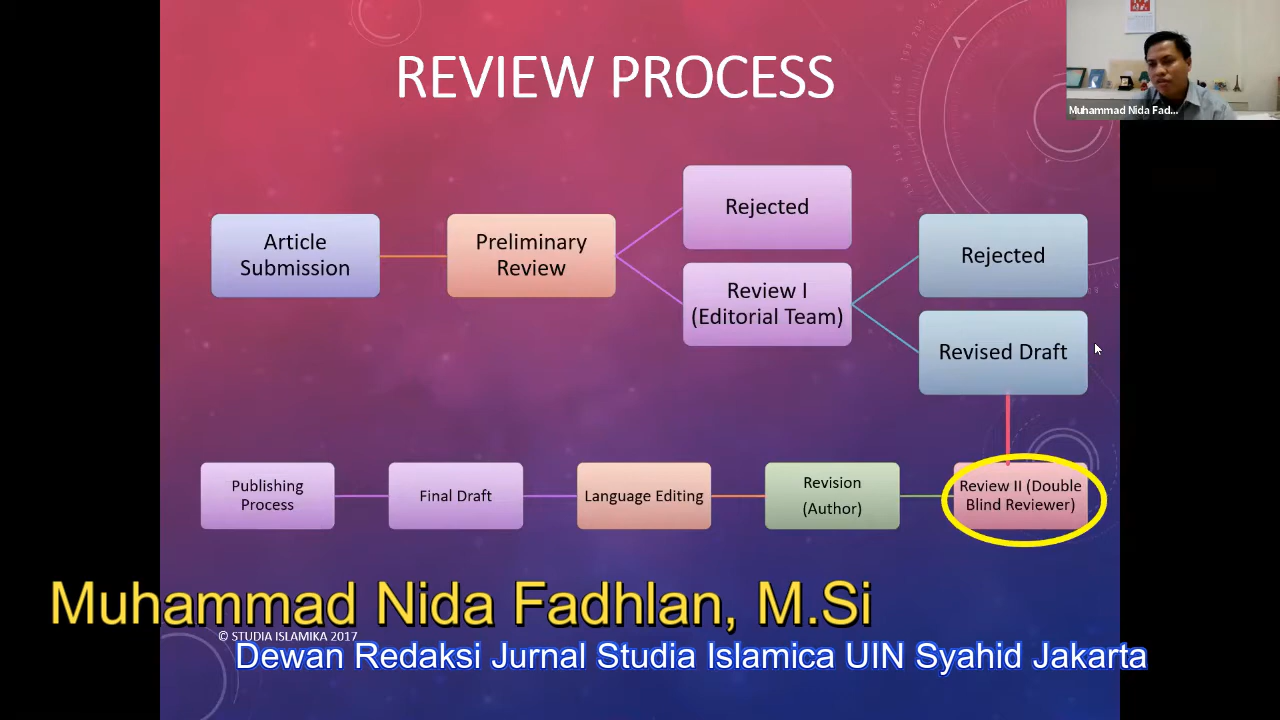 REVIEW PROCESS
Muhammad Nida Fad...
Article
Submission
Preliminary
Review
Rejected
Review I
(Editorial Team)
Rejected
Revised Draft
Publishing
Process
Final Draft
Language Editing
Revision
(Author)
Review II (Double
Blind Reviewer)
Muhammad Nida Fadhlan, M.Si
© STUDIA ISLAMIKA 2017
Dewan Redaksi Jurnal Studia Islamica UIN Syahid Jakarta